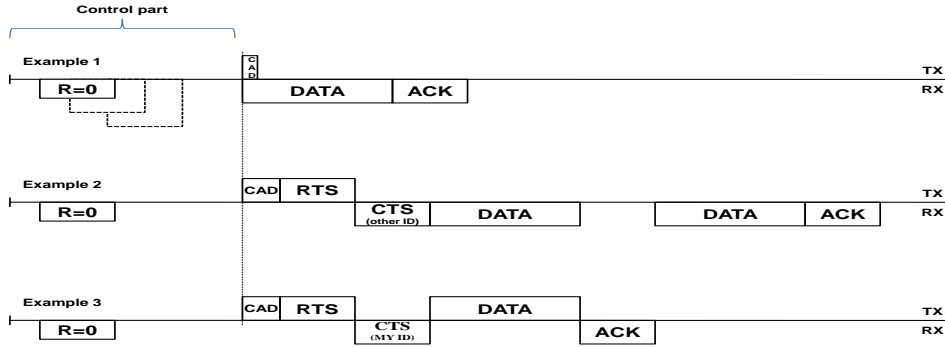 Control part
Example 1
C
A
D
TX
R=0
DATA
ACK
RX
Example 2
CAD
RTS
TX
R=0
CTS
(other ID)
DATA
DATA
ACK
RX
Example 3
CAD
RTS
DATA
TX
R=0
CTS
(MY ID)
ACK
RX